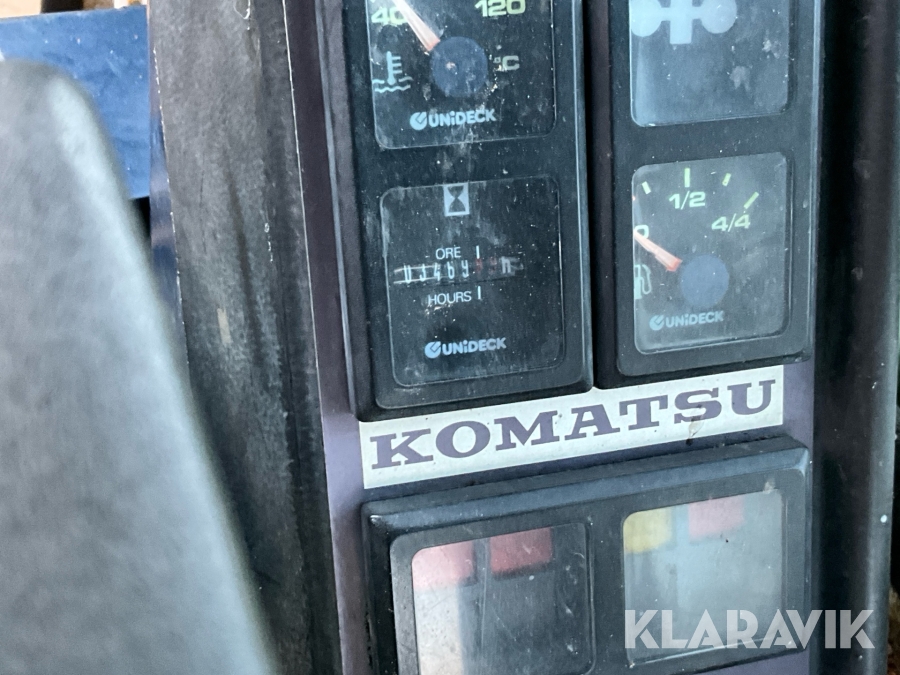 40 120
°C
UNiDECK
ORE
HOURS
UNiDECK
0 1/2 4/4
UNiDECK
KOMATSU
KLARAVIK